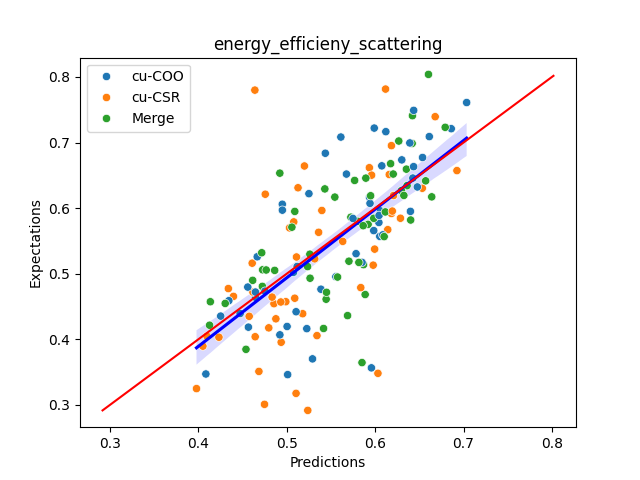 energy_efficieny_scattering
cu-COO
cu-CSR
Merge
Expectations
0.8
0.7
0.6
0.5
0.4
0.3
0.3 0.4 0.5 0.6 0.7 0.8
Predictions